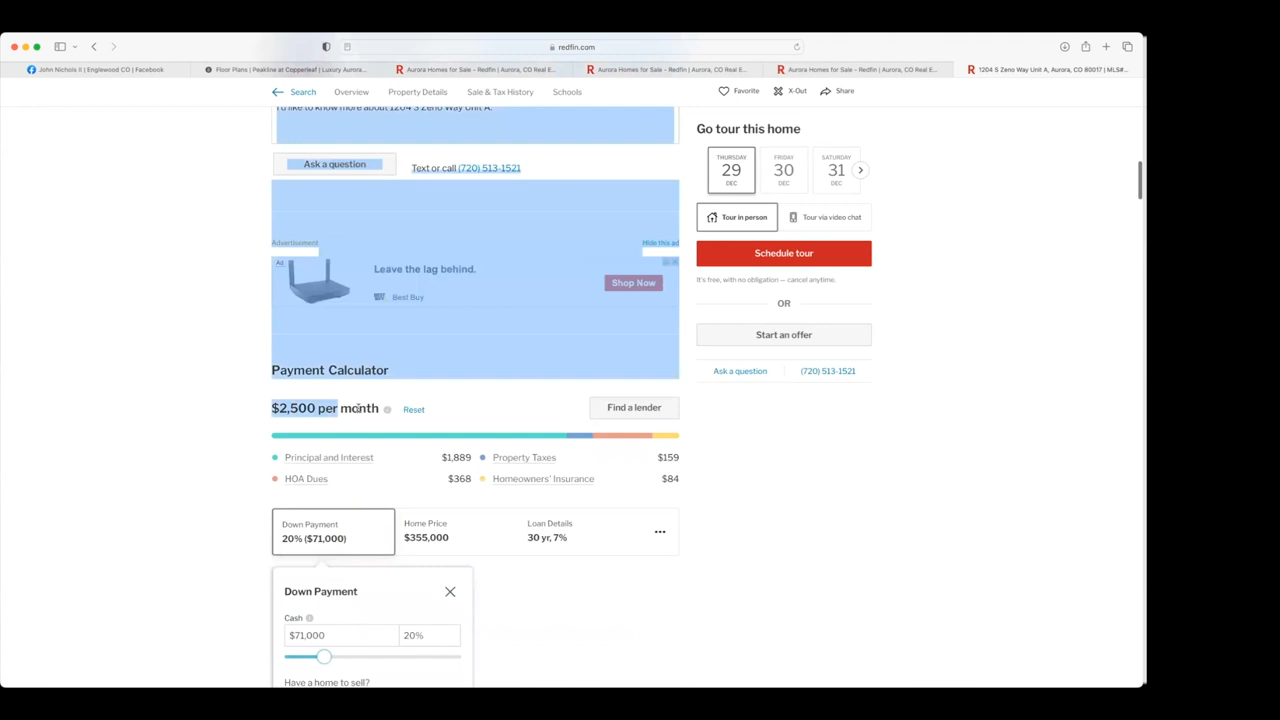 redfin.com
John Nichols II | Englewood CO | Facebook
Floor Plans | Peakline at Copperleaf | Luxury Aurora...
Aurora Homes for Sale - Redfin | Aurora, CO Real E...
Aurora Homes for Sale - Redfin | Aurora, CO Real E...
Aurora Homes for Sale - Redfin | Aurora, CO Real E...
1204 S Zeno Way Unit A, Aurora, CO 80017 | MLS#...
Search Overview Property Details Sale & Tax History Schools
Favorite X-Out Share
I'd like to know more about 1204 S Zeno Way Unit A.
Ask a question
Text or call (720) 513-1521
Advertisement
Hide this ad
Ad
Leave the lag behind.
Best Buy
Shop Now
Payment Calculator
$2,500 per month
Reset
Find a lender
Principal and Interest $1,889
Property Taxes $159
HOA Dues $368
Homeowners' Insurance $84
Down Payment
20% ($71,000)
Home Price
$355,000
Loan Details
30 yr, 7%
Down Payment
Cash
$71,000
20%
Have a home to sell?
Go tour this home
THURSDAY
29
DEC
FRIDAY
30
DEC
SATURDAY
31
DEC
Tour in person
Tour via video chat
Schedule tour
It's free, with no obligation — cancel anytime.
OR
Start an offer
Ask a question
(720) 513-1521